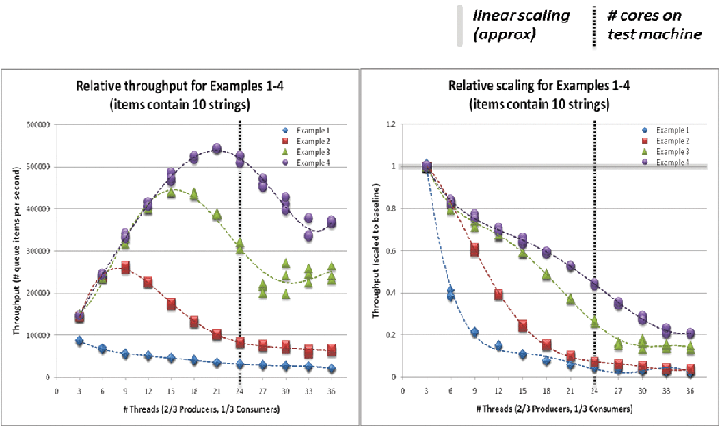 linear scaling
(approx)
# cores on
test machine
Relative throughput for Examples 1-4
(items contain 10 strings)
Throughput (# queue items per second)
600000
500000
400000
300000
200000
100000
0
Example 1
Example 2
Example 3
Example 4
0 3 6 9 12 15 18 21 24 27 30 33 36
# Threads (2/3 Producers, 1/3 Consumers)
Relative scaling for Examples 1-4
(items contain 10 strings)
Throughput (scaled to baseline)
1.2
1
0.8
0.6
0.4
0.2
0
Example 1
Example 2
Example 3
Example 4
0 3 6 9 12 15 18 21 24 27 30 33 36
# Threads (2/3 Producers, 1/3 Consumers)